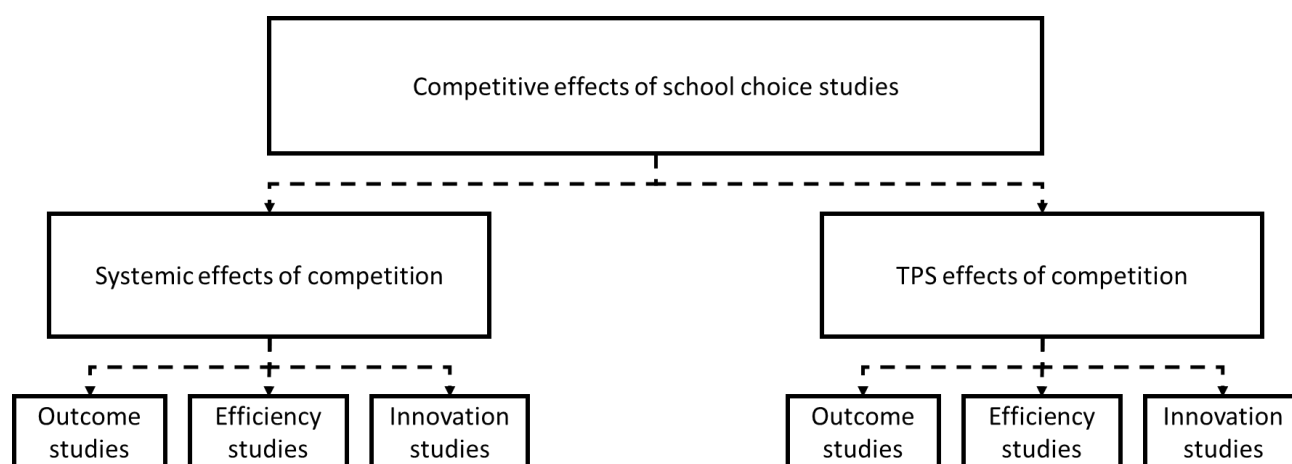 Competitive effects of school choice studies
Systemic effects of competition
TPS effects of competition
Outcome
studies
Efficiency
studies
Innovation
studies
Outcome
studies
Efficiency
studies
Innovation
studies